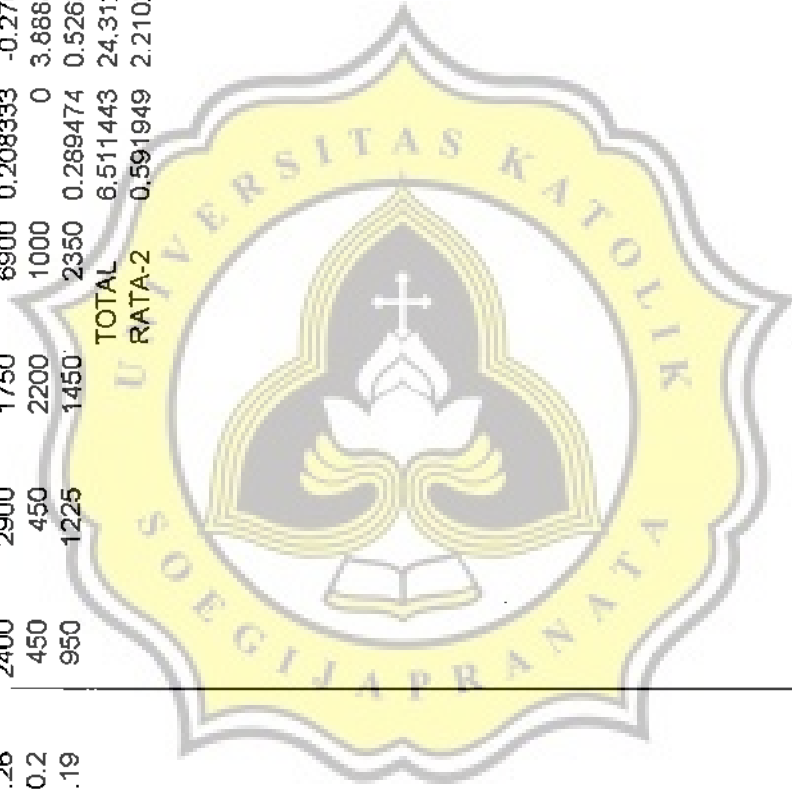 .26 2400 2900 1750 6900 0.208333 -0.27
0.2 450 450 2200 1000 0 3.888
.19 950 1225 1450 2350 0.289474 0.526
TOTAL 6.511443 24.31
RATA-2 0.591949 2.210
UNIVERSITAS KATOLIK
SOEGIJAPRANATA